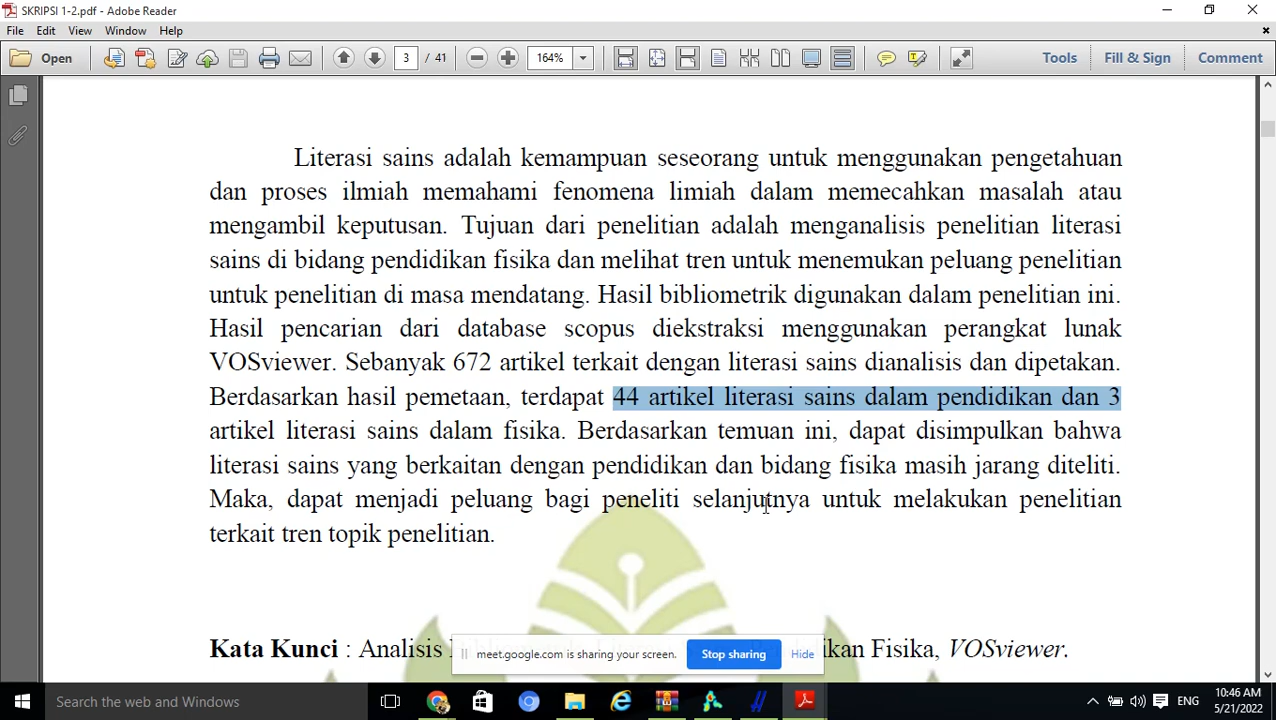 SKRIPSI 1-2.pdf - Adobe Reader
File Edit View Window Help
Open 3 / 41 164% Tools Fill & Sign Comment
Literasi sains adalah kemampuan seseorang untuk menggunakan pengetahuan
dan proses ilmiah memahami fenomena limiah dalam memecahkan masalah atau
mengambil keputusan. Tujuan dari penelitian adalah menganalisis penelitian literasi
sains di bidang pendidikan fisika dan melihat tren untuk menemukan peluang penelitian
untuk penelitian di masa mendatang. Hasil bibliometrik digunakan dalam penelitian ini.
Hasil pencarian dari database scopus diekstraksi menggunakan perangkat lunak
VOSviewer. Sebanyak 672 artikel terkait dengan literasi sains dianalisis dan dipetakan.
Berdasarkan hasil pemetaan, terdapat 44 artikel literasi sains dalam pendidikan dan 3
artikel literasi sains dalam fisika. Berdasarkan temuan ini, dapat disimpulkan bahwa
literasi sains yang berkaitan dengan pendidikan dan bidang fisika masih jarang diteliti.
Maka, dapat menjadi peluang bagi peneliti selanjutnya untuk melakukan penelitian
terkait tren topik penelitian.
Kata Kunci : Analisis Fisika, VOSviewer.
meet.google.com is sharing your screen. Stop sharing Hide
Search the web and Windows ENG 10:46 AM
5/21/2022